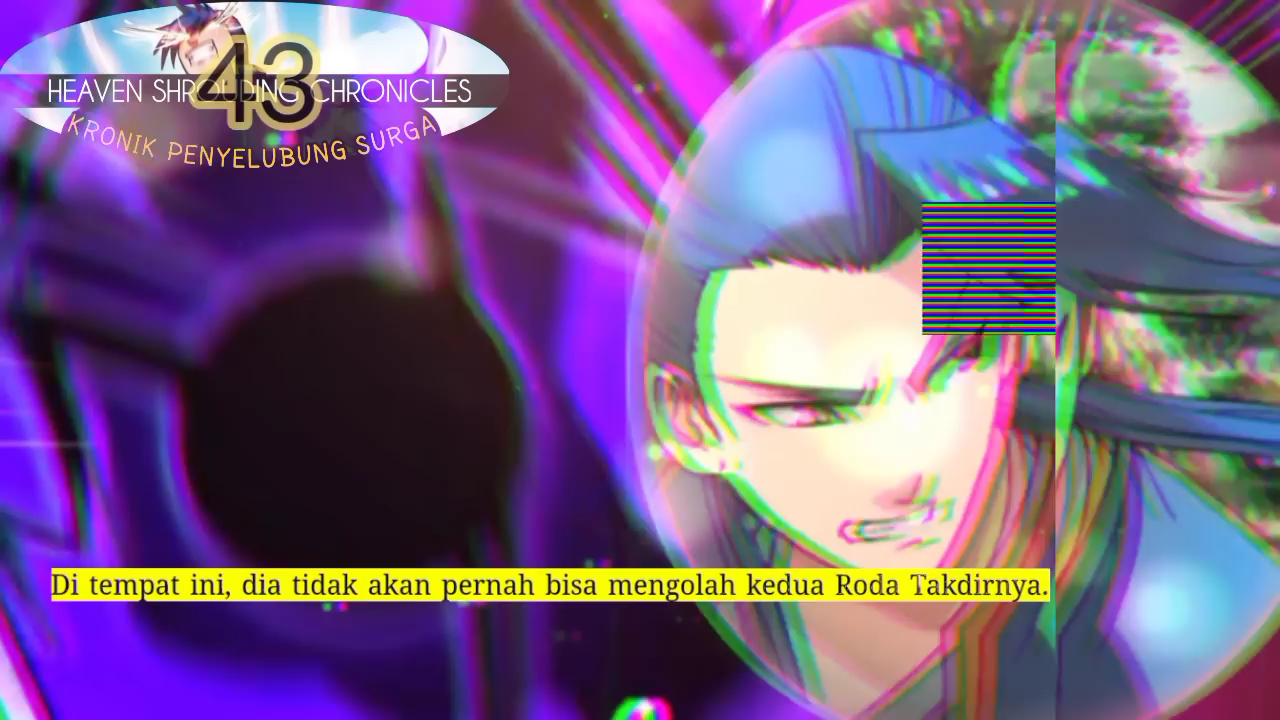 43
HEAVEN SHROUDING CHRONICLES
KRONIK PENYELUBUNG SURGA
Di tempat ini, dia tidak akan pernah bisa mengolah kedua Roda Takdirnya.